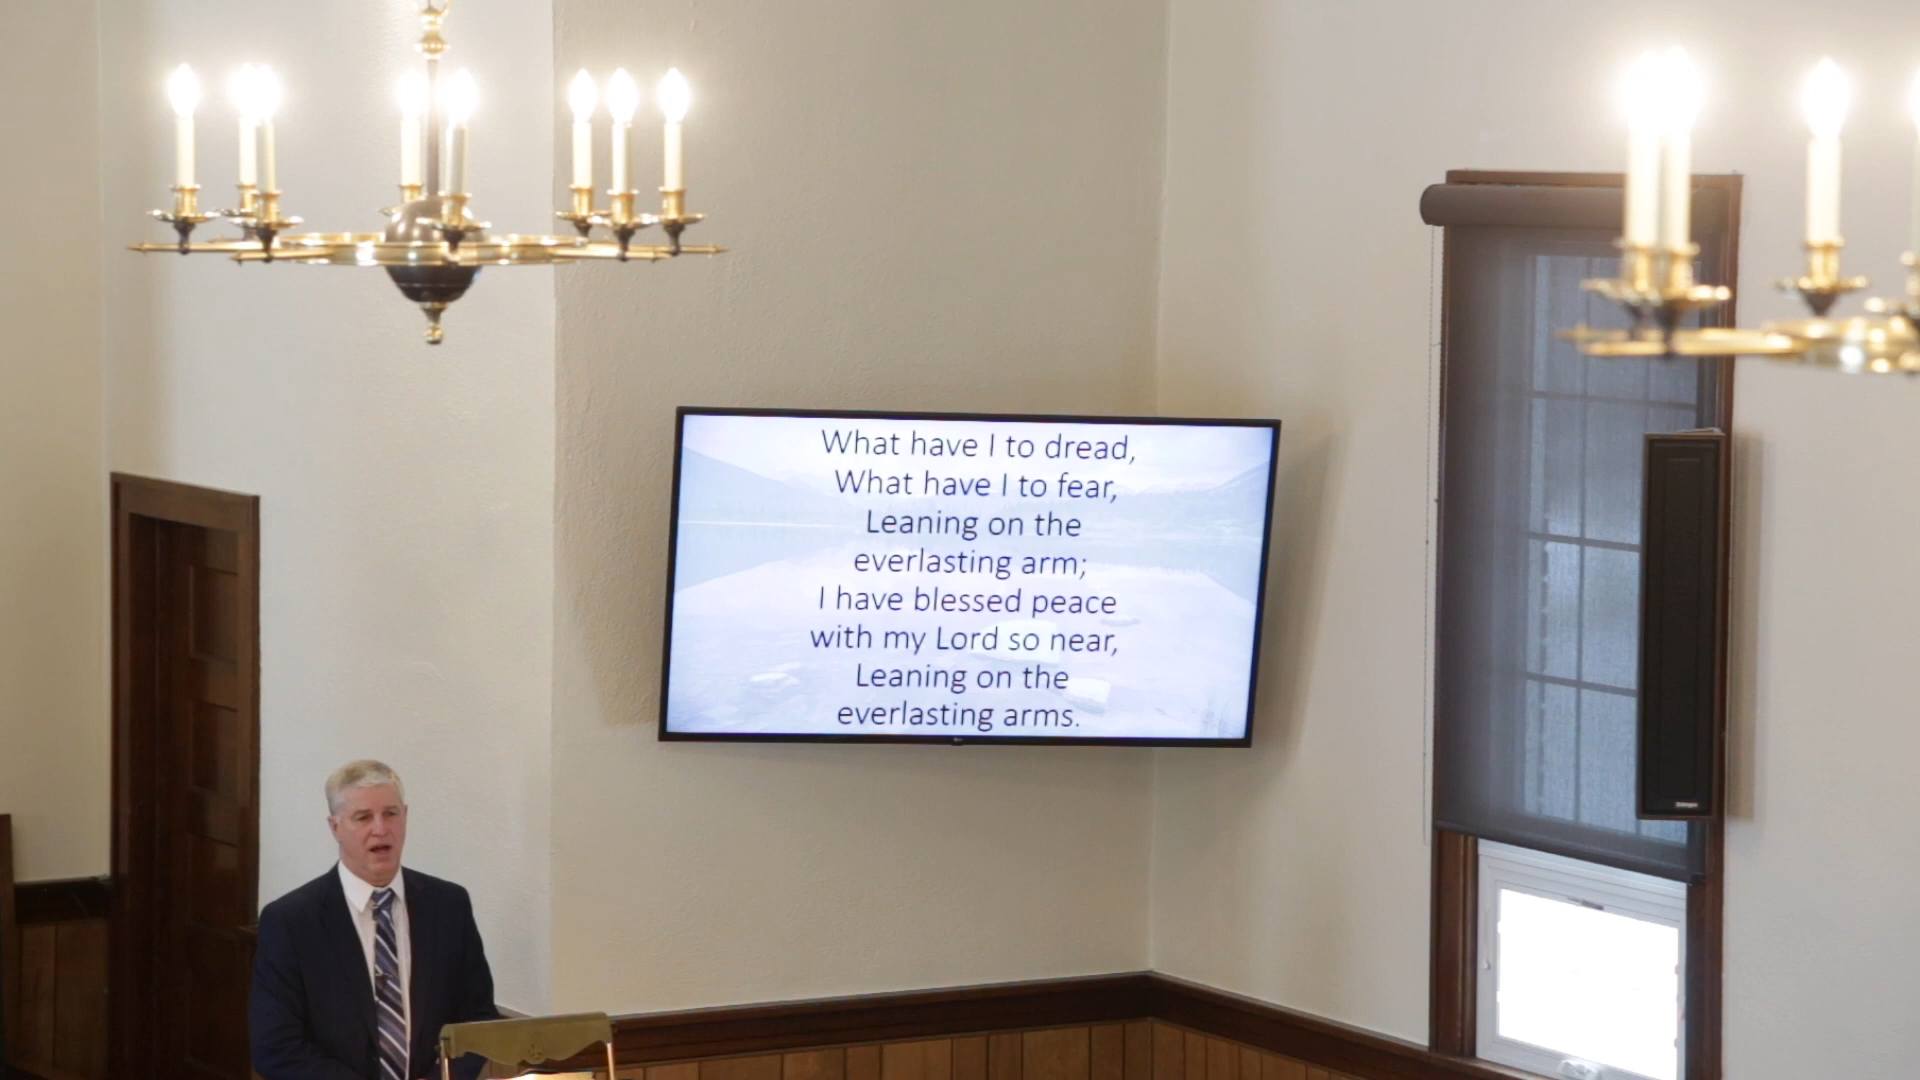 What have I to dread,
What have I to fear,
Leaning on the
everlasting arm;
I have blessed peace
with my Lord so near,
Leaning on the
everlasting arms.